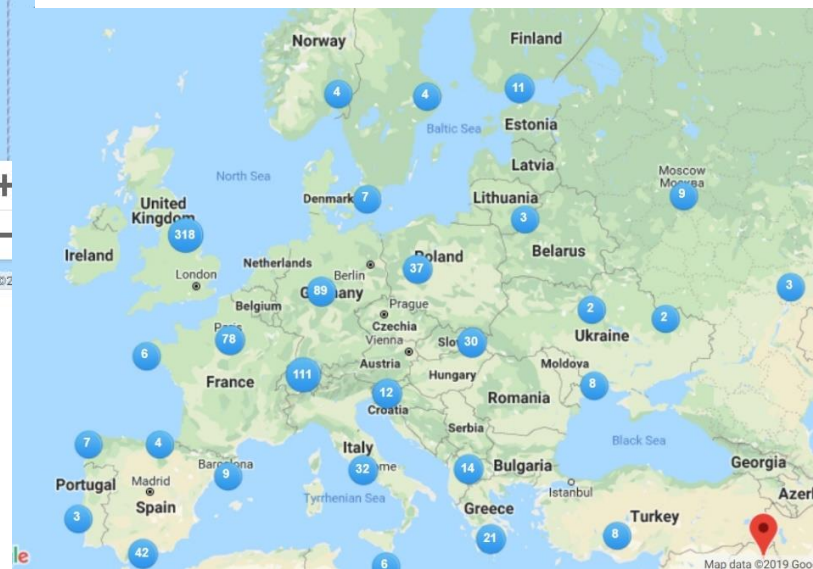 Norway
Finland
4
4
11
Estonia
Baltic Sea
Latvia
North Sea
Moscow
Москва
9
Denmark
7
Lithuania
3
United
Kingdom
318
Ireland
Belarus
Netherlands
Berlin
Poland
37
London
Germany
89
3
Belgium
Prague
2
2
Czechia
Ukraine
Paris
78
Vienna
30
6
Austria
Moldova
111
Hungary
France
12
8
Romania
Croatia
Serbia
7
4
Italy
Black Sea
Barcelona
9
32
14
Bulgaria
Georgia
Portugal
Madrid
Istanbul
Tyrrhenian Sea
Spain
Greece
Turkey
3
21
8
42
6
Map data ©2019